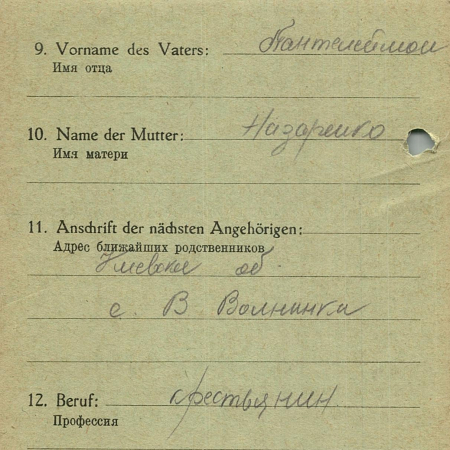 9. Vorname des Vaters: Пантелеймон
Имя отца
10. Name der Mutter: Назаренко
Имя матери
11. Anschrift der nächsten Angehörigen:
Адрес ближайших родственников
Киевская об.
с. В
12. Beruf: крестьянин
Профессия